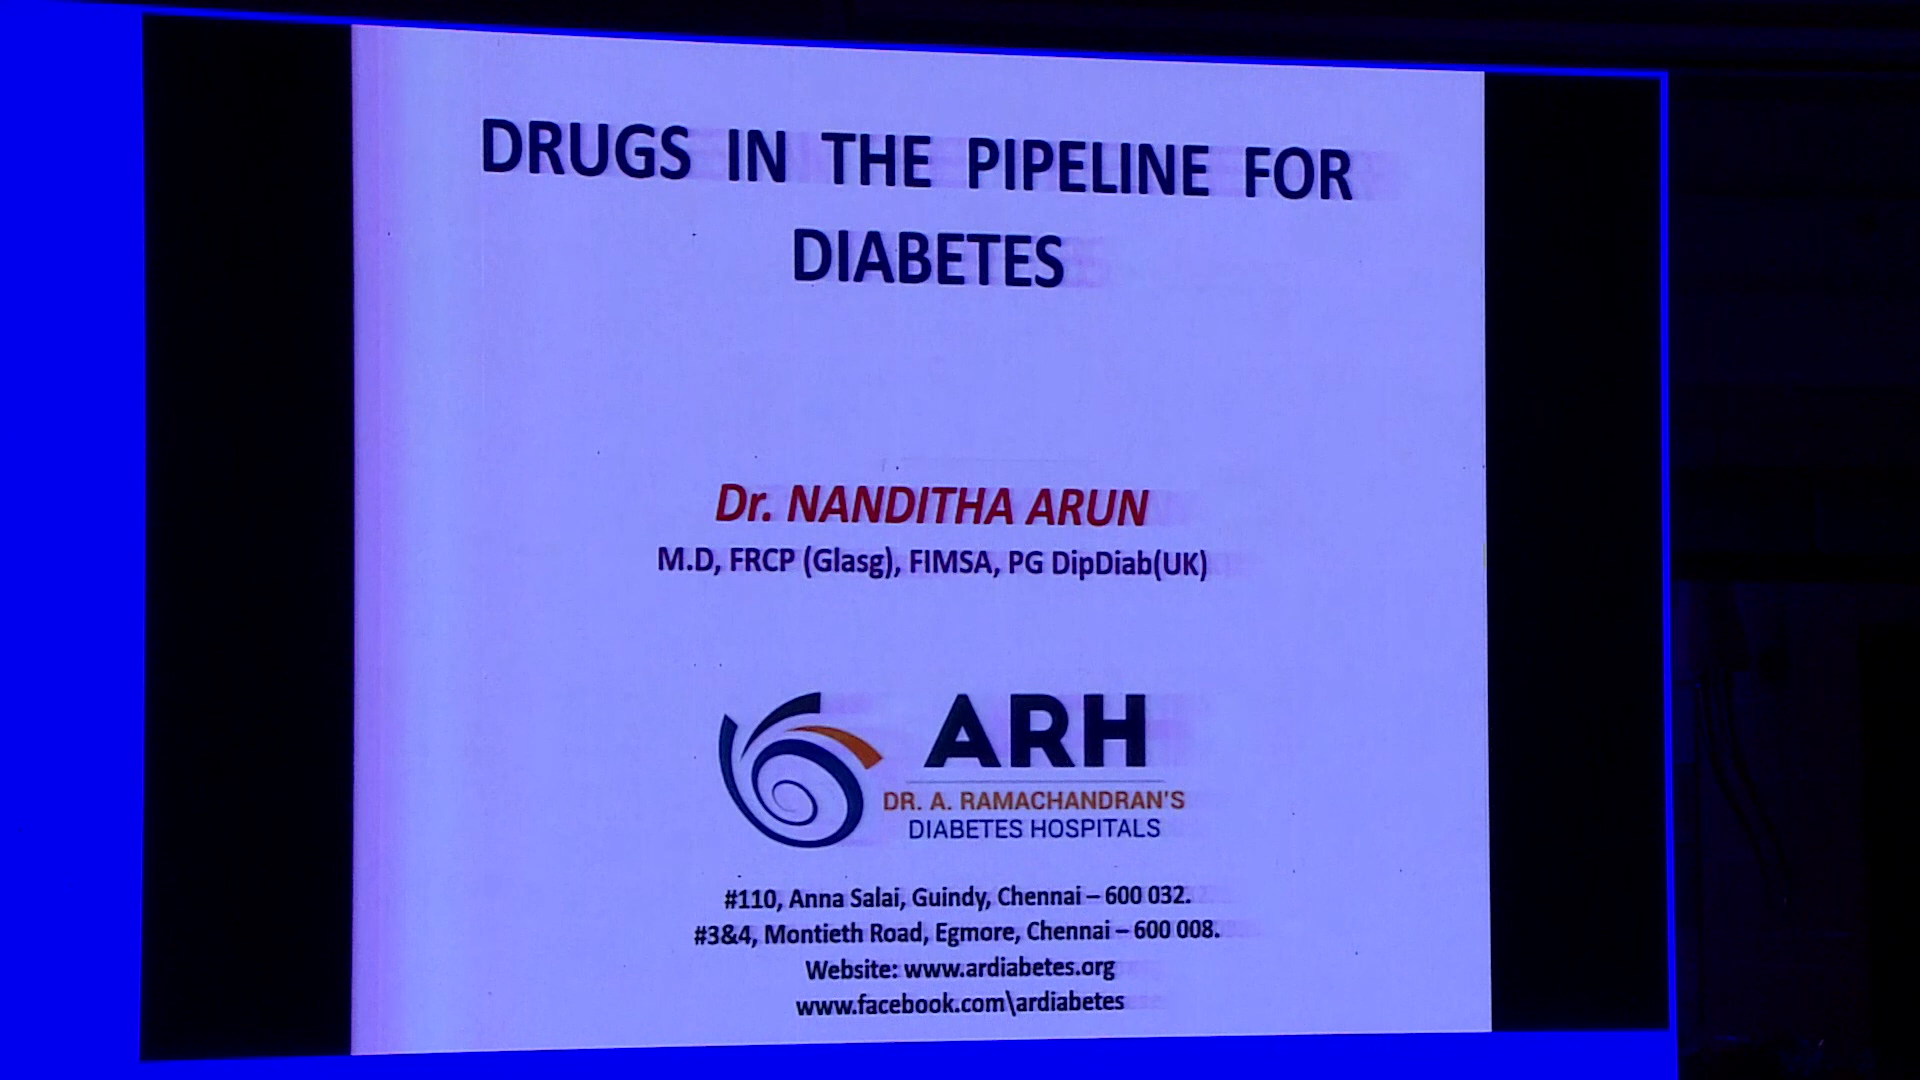 DRUGS IN THE PIPELINE FOR
DIABETES
Dr. NANDITHA ARUN
M.D, FRCP (Glasg), FIMSA, PG DipDiab(UK)
ARH
DR. A. RAMACHANDRAN'S
DIABETES HOSPITALS
#110, Anna Salai, Guindy, Chennai – 600 032.
#3&4, Montieth Road, Egmore, Chennai – 600 008.
Website: www.ardiabetes.org
www.facebook.com\ardiabetes